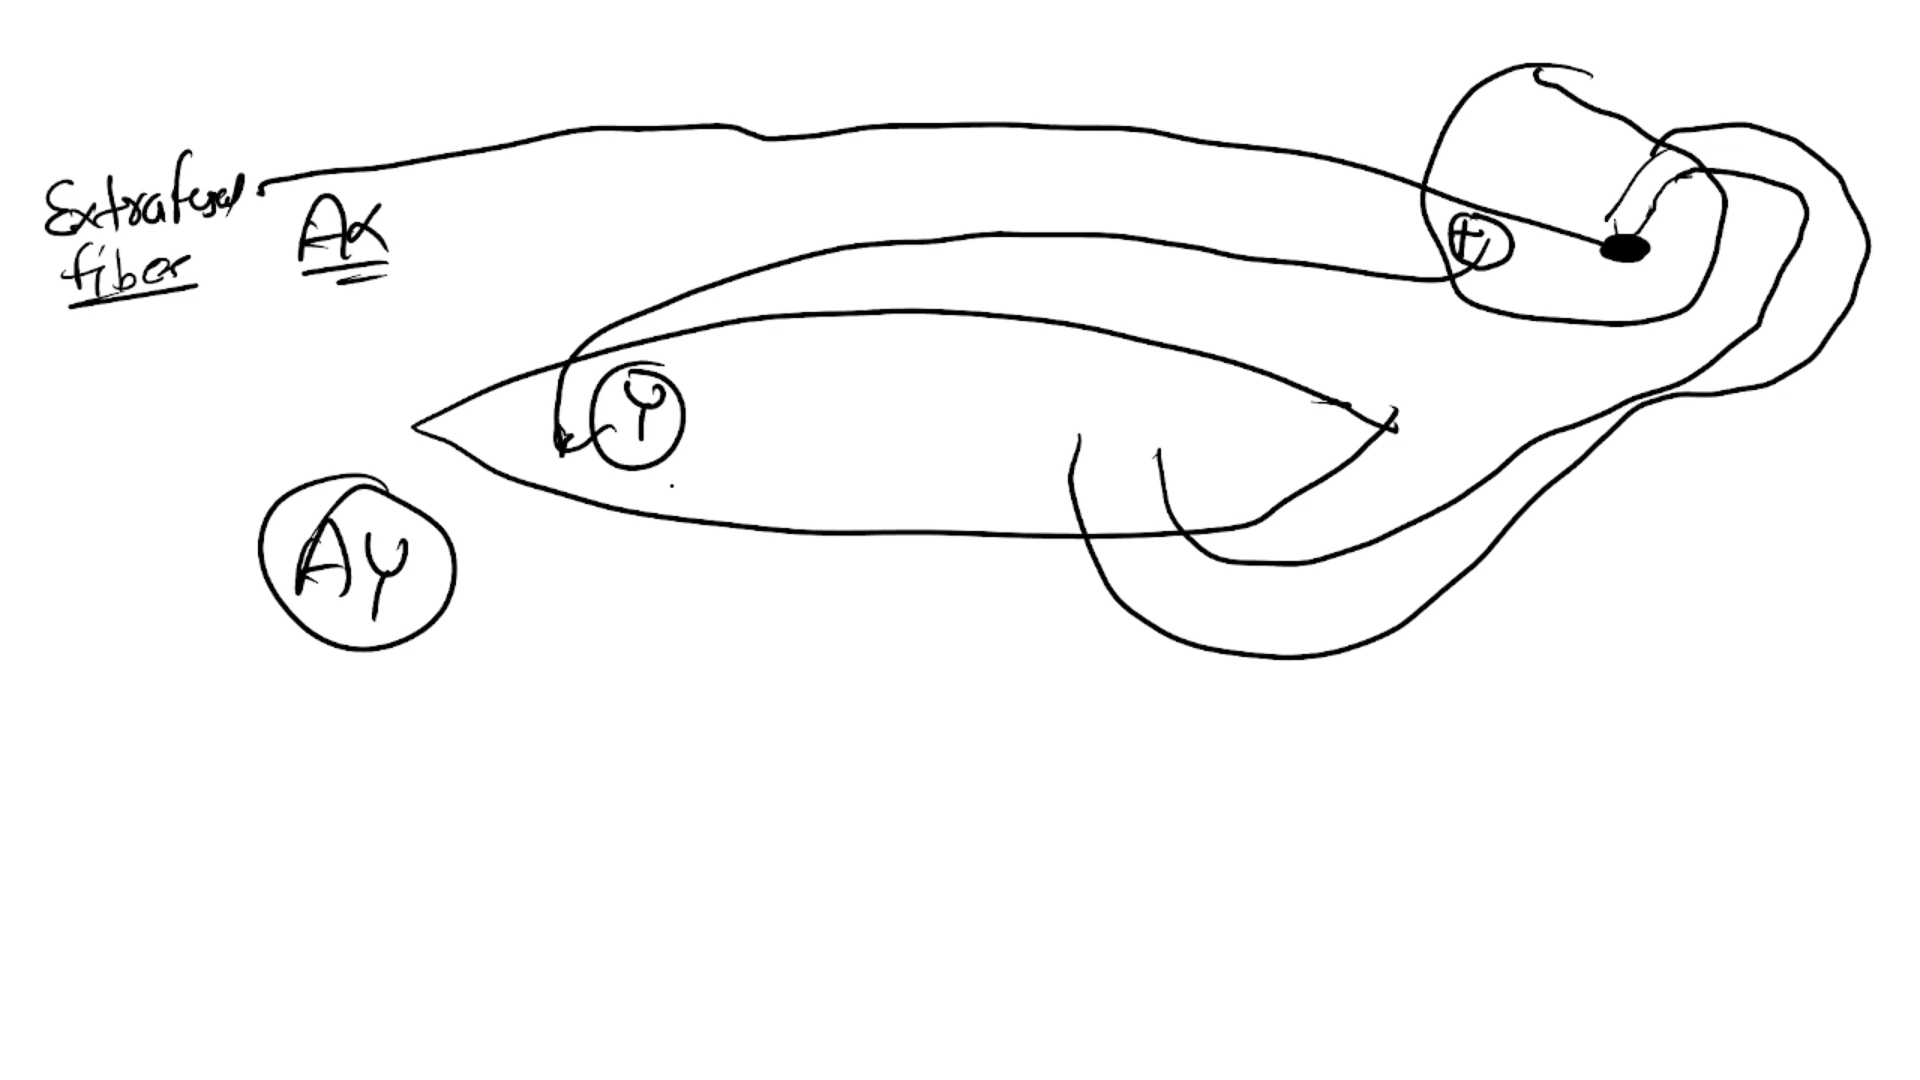 Extrafusal
fiber
Aα
+
γ
Aγ